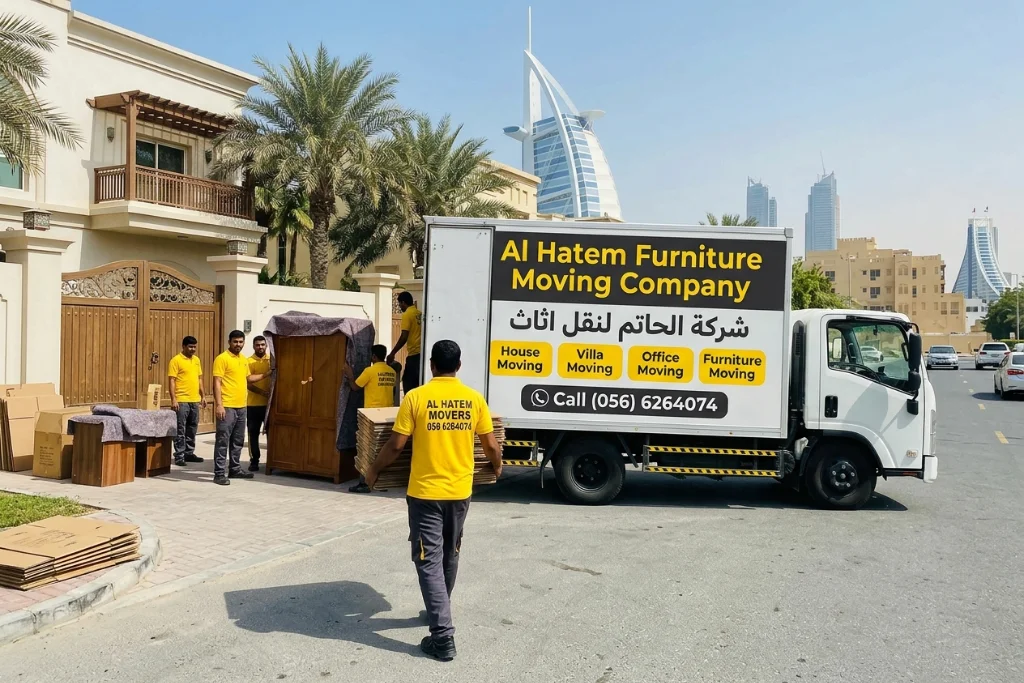 Al Hatem Furniture
Moving Company
شركة الحاتم لنقل اثاث
House
Moving
Villa
Moving
Office
Moving
Furniture
Moving
Call (056) 6264074
AL HATEM
MOVERS
056 6264074